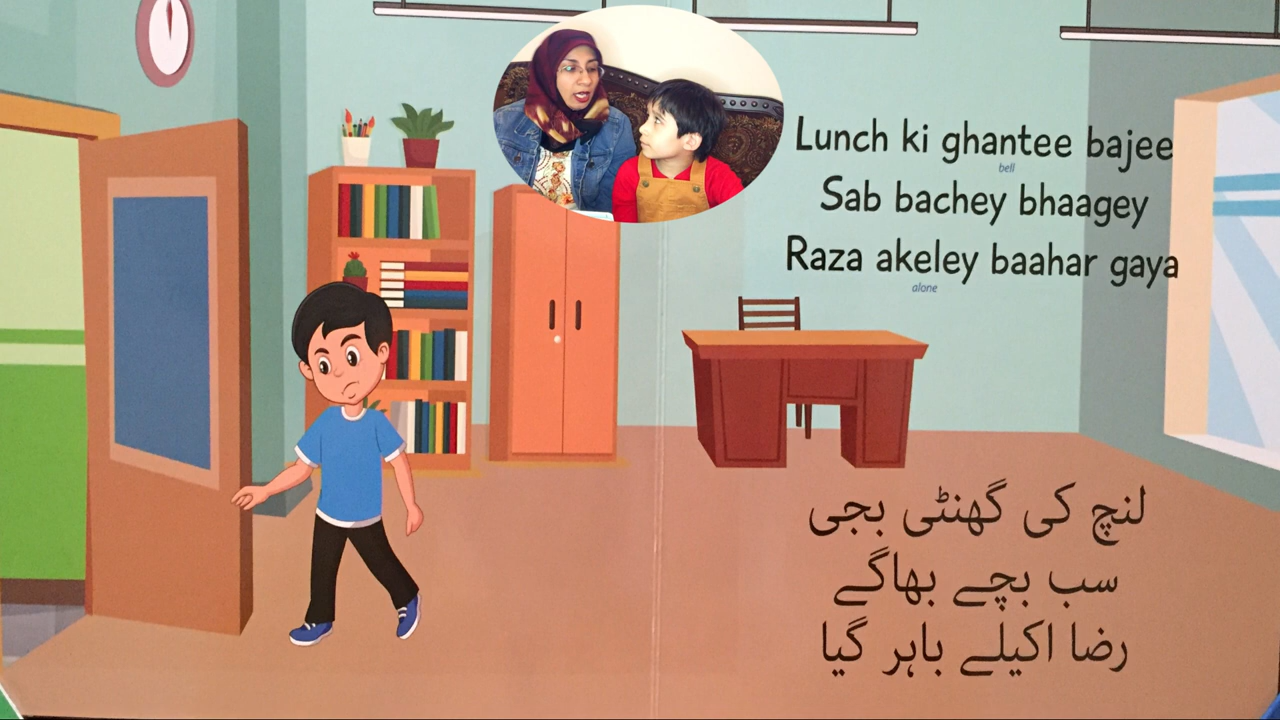 Lunch ki ghantee bajee
bell
Sab bachey bhaagey
Raza akeley baahar gaya
alone
لنچ کی گھنٹی بجی
سب بچے بھاگے
رضا اکیلے باہر گیا